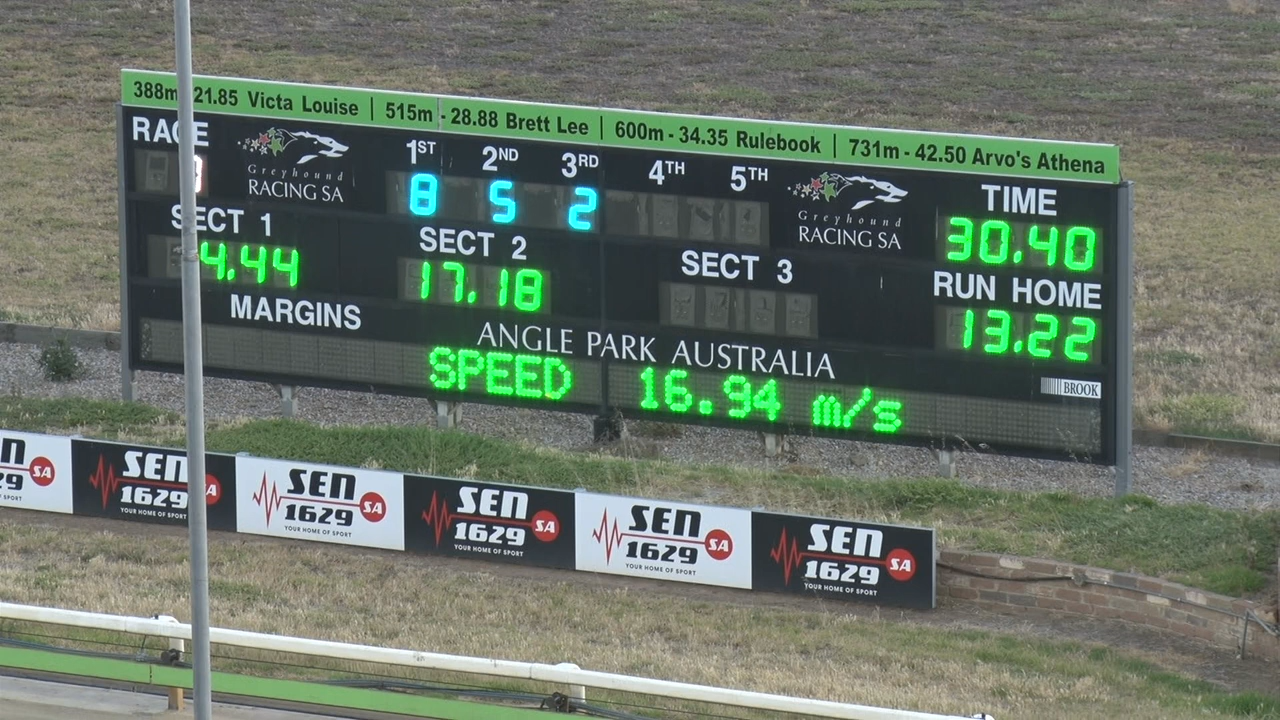 388m 21.85 Victa Louise | 515m - 28.88 Brett Lee | 600m - 34.35 Rulebook | 731m - 42.50 Arvo's Athena
RACE
Greyhound
RACING SA
1ST 2ND 3RD 4TH 5TH
8 5 2
Greyhound
RACING SA
TIME
30.40
SECT 1
4.44
SECT 2
17.18
SECT 3
RUN HOME
13.22
MARGINS
ANGLE PARK AUSTRALIA
SPEED 16.94 m/s
BROOK
SA
SEN
1629
SA
YOUR HOME OF SPORT
SEN
1629
SA
YOUR HOME OF SPORT
SEN
1629
SA
YOUR HOME OF SPORT
SEN
1629
SA
YOUR HOME OF SPORT
SEN
1629
SA
YOUR HOME OF SPORT